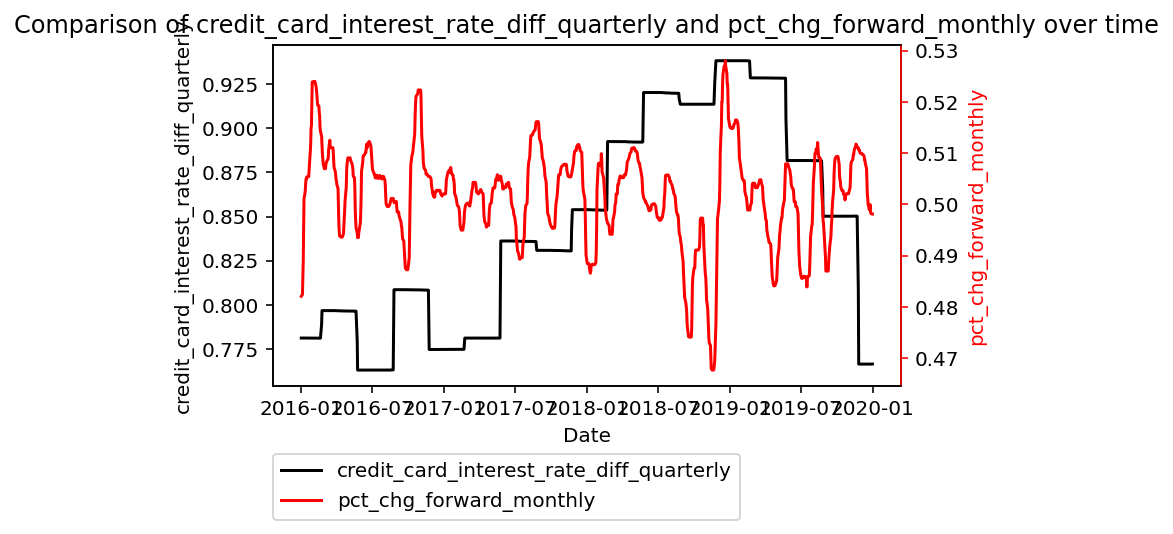 Comparison of credit_card_interest_rate_diff_quarterly and pct_chg_forward_monthly over time
credit_card_interest_rate_diff_quarterly
0.925
0.900
0.875
0.850
0.825
0.800
0.775
0.53
0.52
0.51
0.50
0.49
0.48
0.47
pct_chg_forward_monthly
2016-01 2016-07 2017-01 2017-07 2018-01 2018-07 2019-01 2019-07 2020-01
Date
credit_card_interest_rate_diff_quarterly
pct_chg_forward_monthly